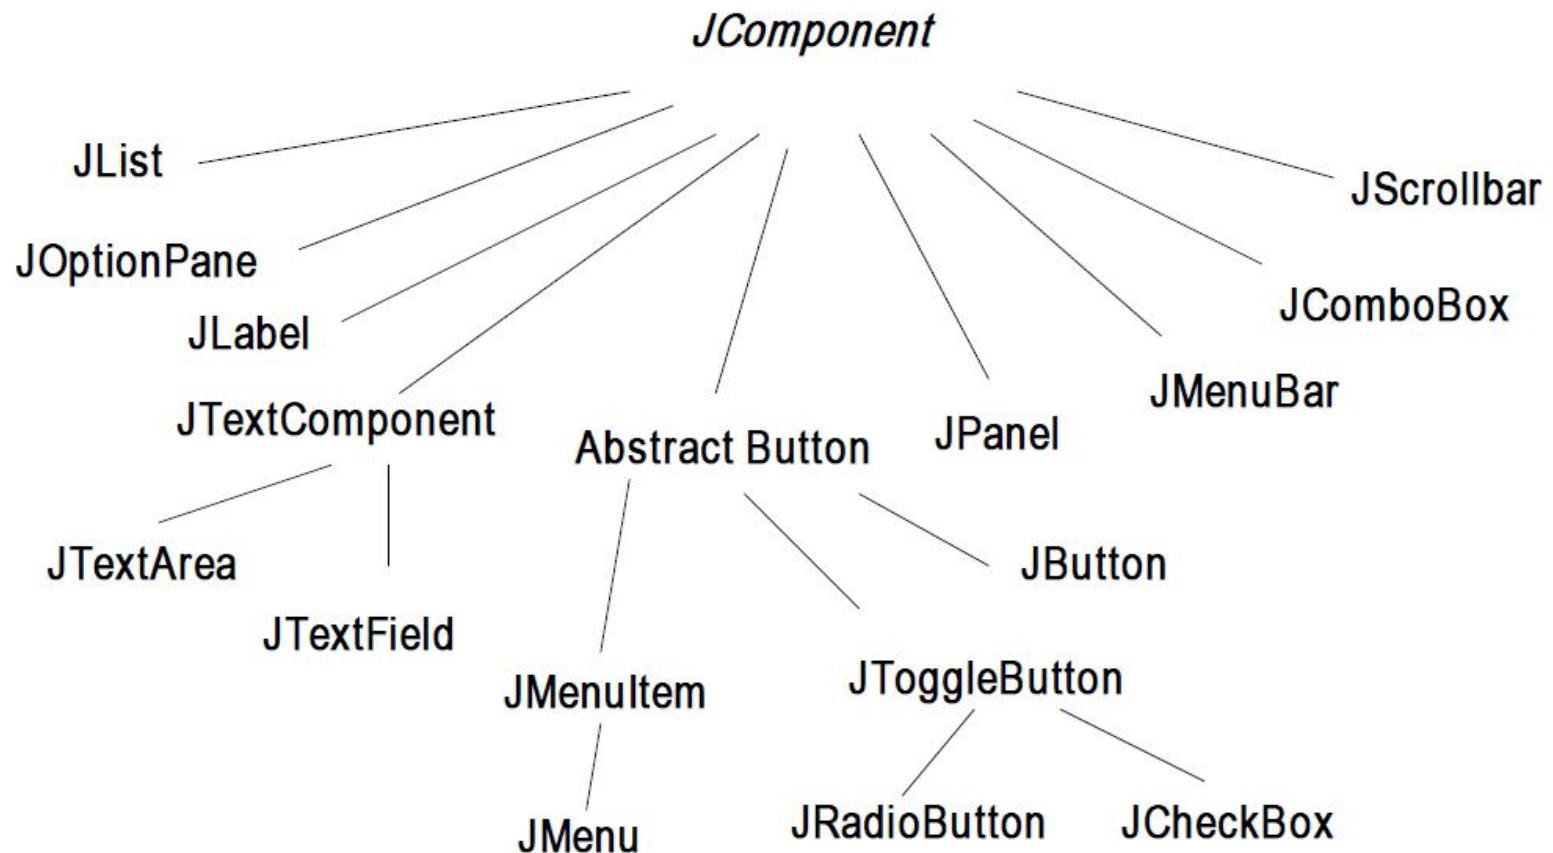 JComponent
JList
JScrollbar
JOptionPane
JComboBox
JLabel
JMenuBar
JTextComponent
Abstract Button
JPanel
JTextArea
JButton
JTextField
JMenuItem
JToggleButton
JMenu
JRadioButton
JCheckBox